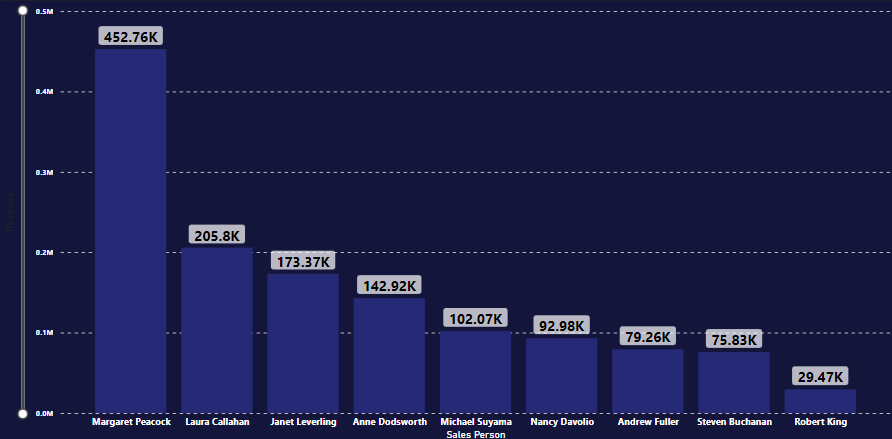 0.5M
452.76K
0.4M
0.3M
205.8K
0.2M
173.37K
142.92K
102.07K
0.1M
92.98K
79.26K
75.83K
29.47K
0.0M
Margaret Peacock Laura Callahan Janet Leverling Anne Dodsworth Michael Suyama Nancy Davolio Andrew Fuller Steven Buchanan Robert King
Sales Person